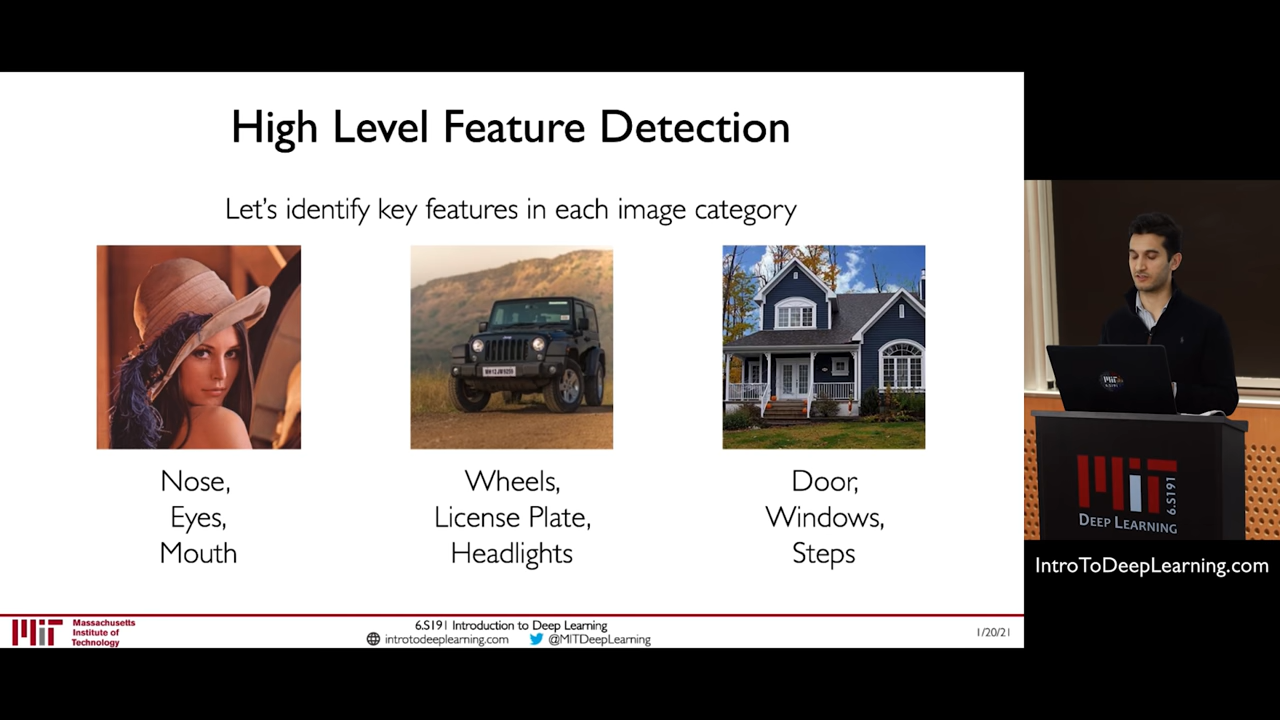 High Level Feature Detection
Let's identify key features in each image category
Nose,
Eyes,
Mouth
Wheels,
License Plate,
Headlights
Door,
Windows,
Steps
MIT
Massachusetts
Institute of
Technology
6.S191 Introduction to Deep Learning
introtodeeplearning.com
@MITDeepLearning
1/20/21
MIT
6.S191
DEEP LEARNING
IntroToDeepLearning.com